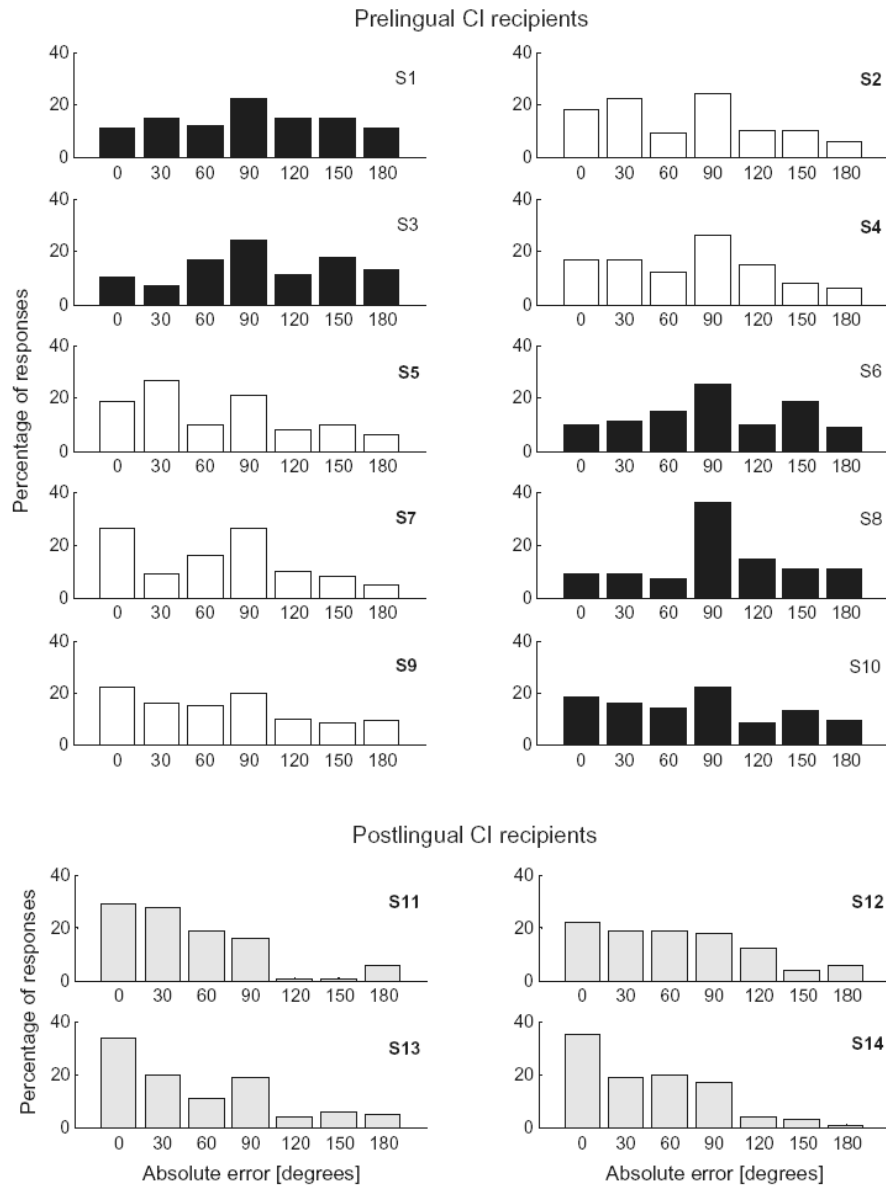 Prelingual CI recipients
Percentage of responses
40
20
0
S1
0 30 60 90 120 150 180
40
20
0
S2
0 30 60 90 120 150 180
40
20
0
S3
0 30 60 90 120 150 180
40
20
0
S4
0 30 60 90 120 150 180
40
20
0
S5
0 30 60 90 120 150 180
40
20
0
S6
0 30 60 90 120 150 180
40
20
0
S7
0 30 60 90 120 150 180
40
20
0
S8
0 30 60 90 120 150 180
40
20
0
S9
0 30 60 90 120 150 180
40
20
0
S10
0 30 60 90 120 150 180
Postlingual CI recipients
Percentage of responses
40
20
0
S11
0 30 60 90 120 150 180
40
20
0
S12
0 30 60 90 120 150 180
40
20
0
S13
0 30 60 90 120 150 180
Absolute error [degrees]
40
20
0
S14
0 30 60 90 120 150 180
Absolute error [degrees]